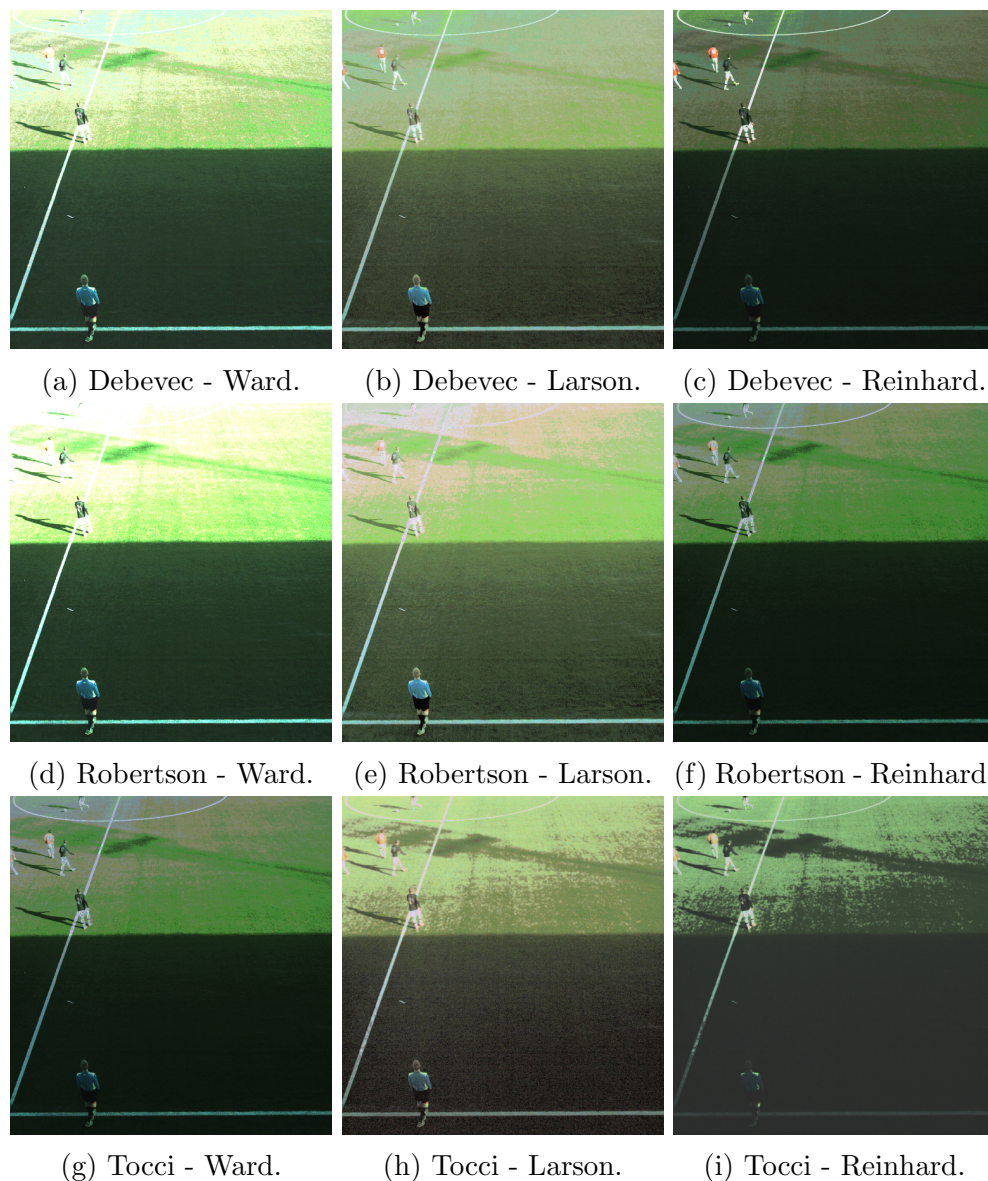 (a) Debevec - Ward.
(b) Debevec - Larson.
(c) Debevec - Reinhard.
(d) Robertson - Ward.
(e) Robertson - Larson.
(f) Robertson - Reinhard
(g) Tocci - Ward.
(h) Tocci - Larson.
(i) Tocci - Reinhard.